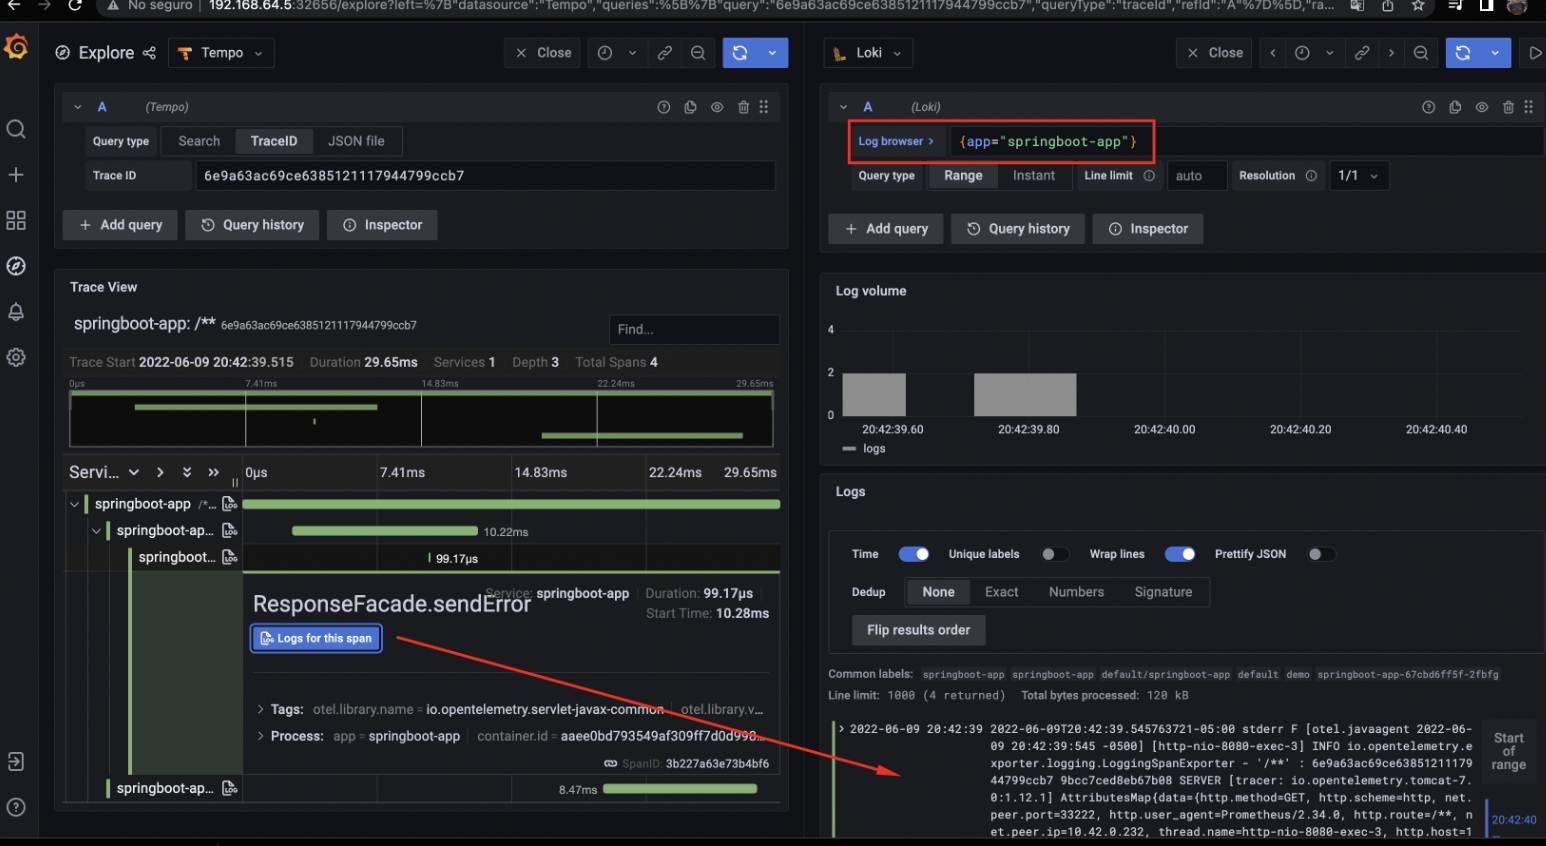 No seguro 192.168.64.5:32656/explore?left=%7B"datasource":"Tempo","queries":%5B%7B"query":"6e9a63ac69ce6385121117944799ccb7","queryType":"traceId","refId":"A"%7D%5D,"ra...
Explore Tempo Close
Loki Close
A (Tempo)
Query type Search TraceID JSON file
Trace ID 6e9a63ac69ce6385121117944799ccb7
+ Add query Query history Inspector
A (Loki)
Log browser > {app="springboot-app"}
Query type Range Instant Line limit auto Resolution 1/1
+ Add query Query history Inspector
Trace View
springboot-app: /** 6e9a63ac69ce6385121117944799ccb7
Find...
Trace Start 2022-06-09 20:42:39.515 Duration 29.65ms Services 1 Depth 3 Total Spans 4
0µs 7.41ms 14.83ms 22.24ms 29.65ms
Servi... 0µs 7.41ms 14.83ms 22.24ms 29.65ms
springboot-app /*...
springboot-ap... 10.22ms
springboot... 99.17µs
ResponseFacade.sendError
Service: springboot-app Duration: 99.17µs
Start Time: 10.28ms
Logs for this span
> Tags: otel.library.name = io.opentelemetry.servlet-javax-common otel.library.v...
> Process: app = springboot-app container.id = aaee0bd793549af309ff7d0d998...
SpanID: 3b227a63e73b4bf6
springboot-ap... 8.47ms
Log volume
4
2
0
20:42:39.60 20:42:39.80 20:42:40.00 20:42:40.20 20:42:40.40
logs
Logs
Time Unique labels Wrap lines Prettify JSON
Dedup None Exact Numbers Signature
Flip results order
Common labels: springboot-app springboot-app default/springboot-app default demo springboot-app-67cbd6ff5f-2fbfg
Line limit: 1000 (4 returned) Total bytes processed: 120 kB
> 2022-06-09 20:42:39 2022-06-09T20:42:39.545763721-05:00 stderr F [otel.javaagent 2022-
06-09 20:42:39:545 -0500] [http-nio-8080-exec-3] INFO io.opentelemetry.e
xporter.logging.LoggingSpanExporter - '/**' : 6e9a63ac69ce63851211179
44799ccb7 9bcc7ced8eb67b08 SERVER [tracer: io.opentelemetry.tomcat-7.
0:1.12.1] AttributesMap{data={http.method=GET, http.scheme=http, net.
peer.port=33222, http.user_agent=Prometheus/2.34.0, http.route=/**, n
et.peer.ip=10.42.0.232, thread.name=http-nio-8080-exec-3, http.host=1
Start
of
range
20:42:40